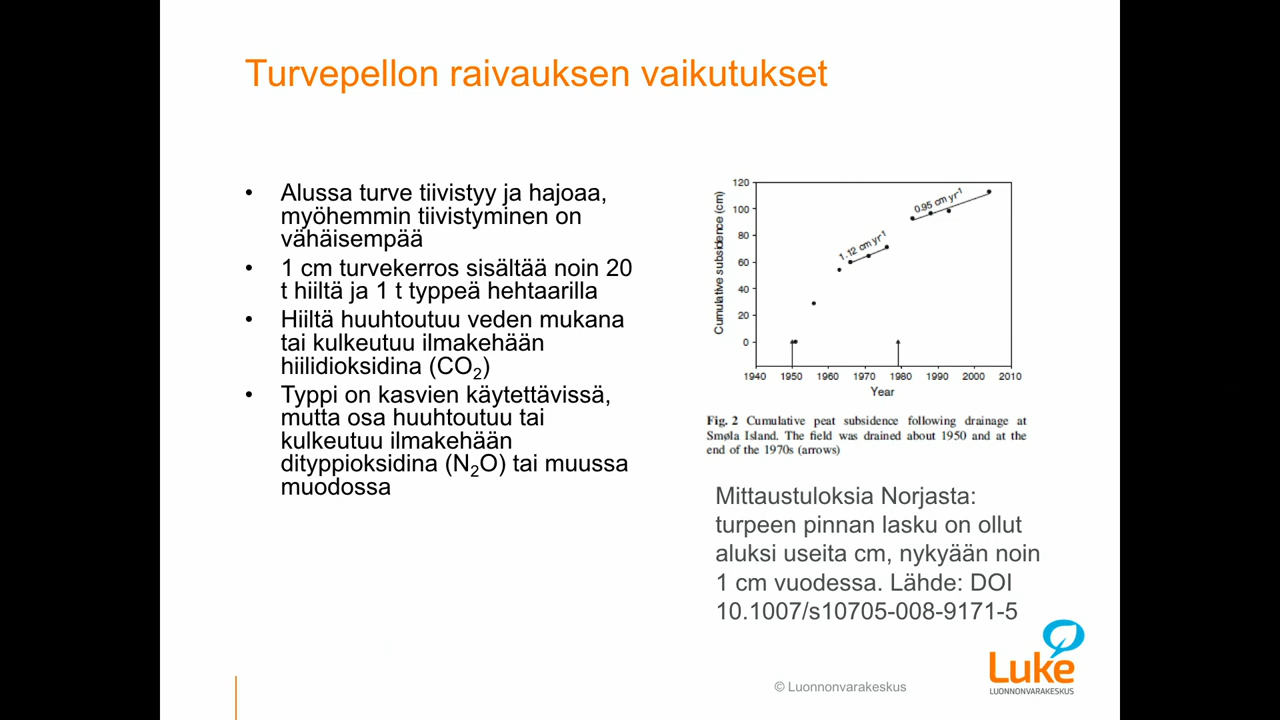 Turvepellon raivauksen vaikutukset
• Alussa turve tiivistyy ja hajoaa,
myöhemmin tiivistyminen on
vähäisempää
• 1 cm turvekerros sisältää noin 20
t hiiltä ja 1 t typpeä hehtaarilla
• Hiiltä huuhtoutuu veden mukana
tai kulkeutuu ilmakehään
hiilidioksidina (CO₂)
• Typpi on kasvien käytettävissä,
mutta osa huuhtoutuu tai
kulkeutuu ilmakehään
dityppioksidina (N₂O) tai muussa
muodossa
Cumulative subsidence (cm)
120
100
80
60
40
20
0
1.12 cm yr⁻¹
0.95 cm yr⁻¹
1940 1950 1960 1970 1980 1990 2000 2010
Year
Fig. 2 Cumulative peat subsidence following drainage at
Smøla Island. The field was drained about 1950 and at the
end of the 1970s (arrows)
Mittaustuloksia Norjasta:
turpeen pinnan lasku on ollut
aluksi useita cm, nykyään noin
1 cm vuodessa. Lähde: DOI
10.1007/s10705-008-9171-5
© Luonnonvarakeskus
Luke
LUONNONVARAKESKUS